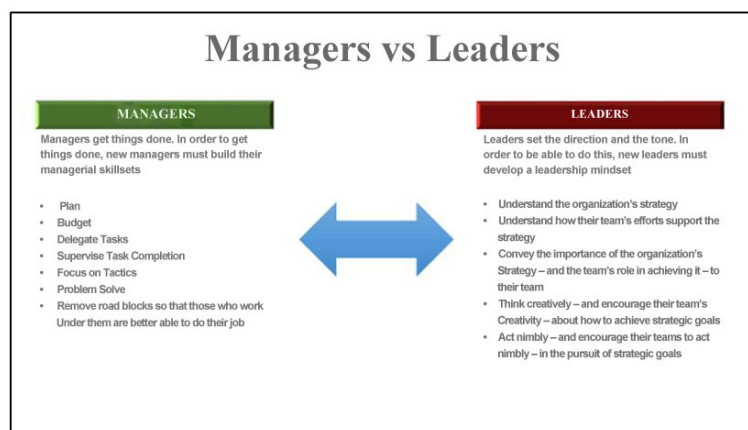 Managers vs Leaders
MANAGERS
Managers get things done. In order to get
things done, new managers must build their
managerial skillsets
• Plan
• Budget
• Delegate Tasks
• Supervise Task Completion
• Focus on Tactics
• Problem Solve
• Remove road blocks so that those who work
Under them are better able to do their job
LEADERS
Leaders set the direction and the tone. In
order to be able to do this, new leaders must
develop a leadership mindset
• Understand the organization's strategy
• Understand how their team's efforts support the
strategy
• Convey the importance of the organization's
Strategy – and the team's role in achieving it – to
their team
• Think creatively – and encourage their team's
Creativity – about how to achieve strategic goals
• Act nimbly – and encourage their teams to act
nimbly – in the pursuit of strategic goals